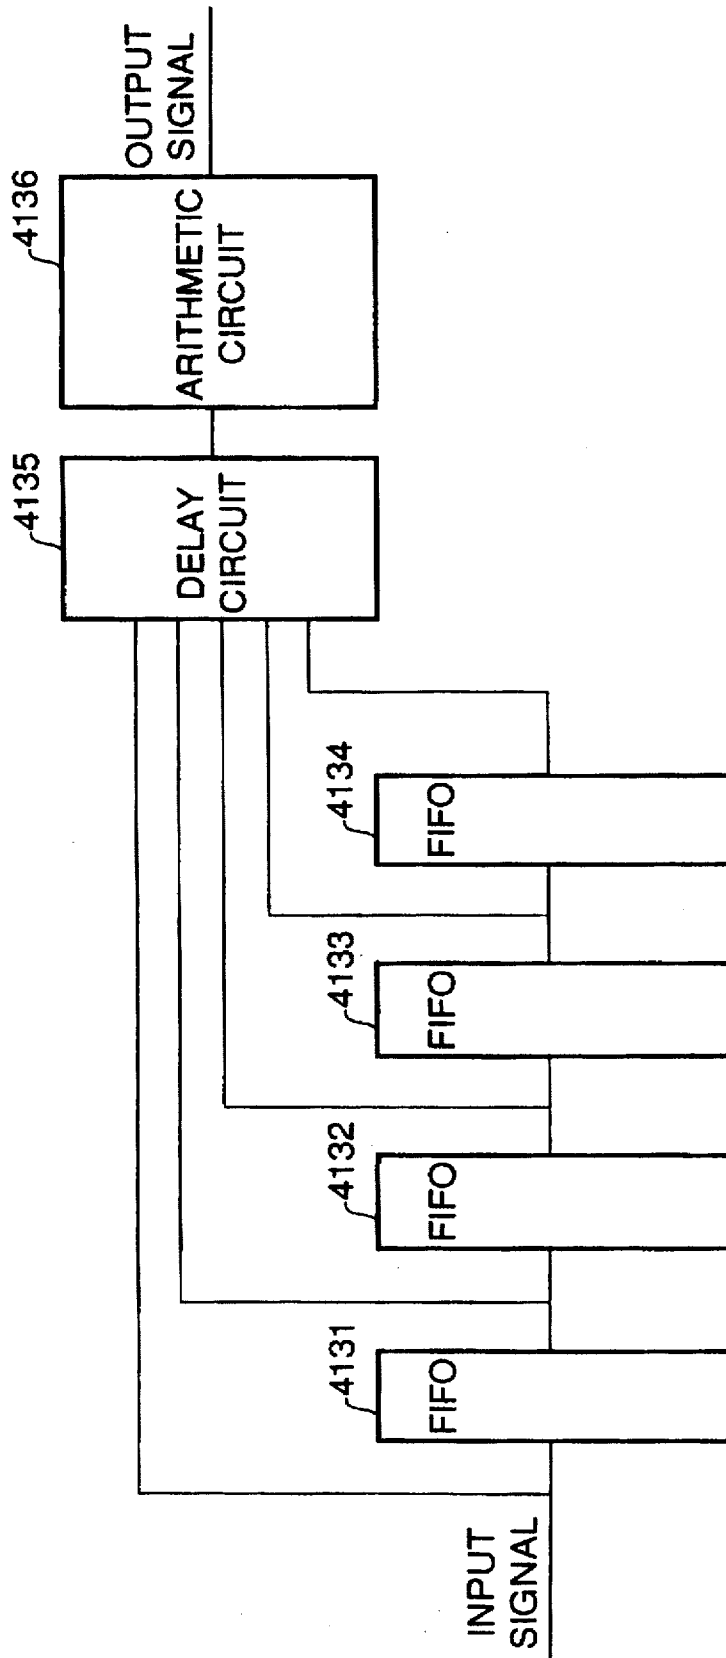 INPUT
SIGNAL
4131
FIFO
4132
FIFO
4133
FIFO
4134
FIFO
4135
DELAY
CIRCUIT
4136
ARITHMETIC
CIRCUIT
OUTPUT
SIGNAL